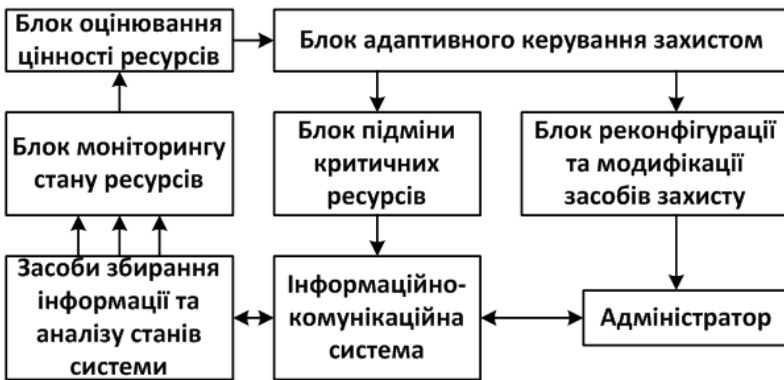 Блок оцінювання
цінності ресурсів
Блок адаптивного керування захистом
Блок моніторингу
стану ресурсів
Блок підміни
критичних
ресурсів
Блок реконфігурації
та модифікації
засобів захисту
Засоби збирання
інформації та
аналізу станів
системи
Інформаційно-
комунікаційна
система
Адміністратор